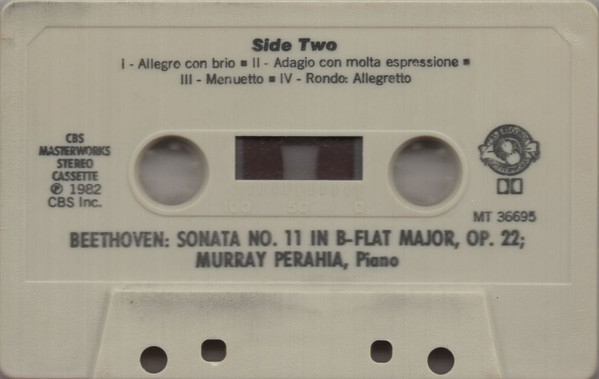 Side Two
I - Allegro con brio ■ II - Adagio con molta espressione ■
III - Menuetto ■ IV - Rondo: Allegretto
CBS
MASTERWORKS
STEREO
CASSETTE
℗ 1982
CBS Inc.
00 50 0
MT 36695
BEETHOVEN: SONATA NO. 11 IN B-FLAT MAJOR, OP. 22;
MURRAY PERAHIA, Piano